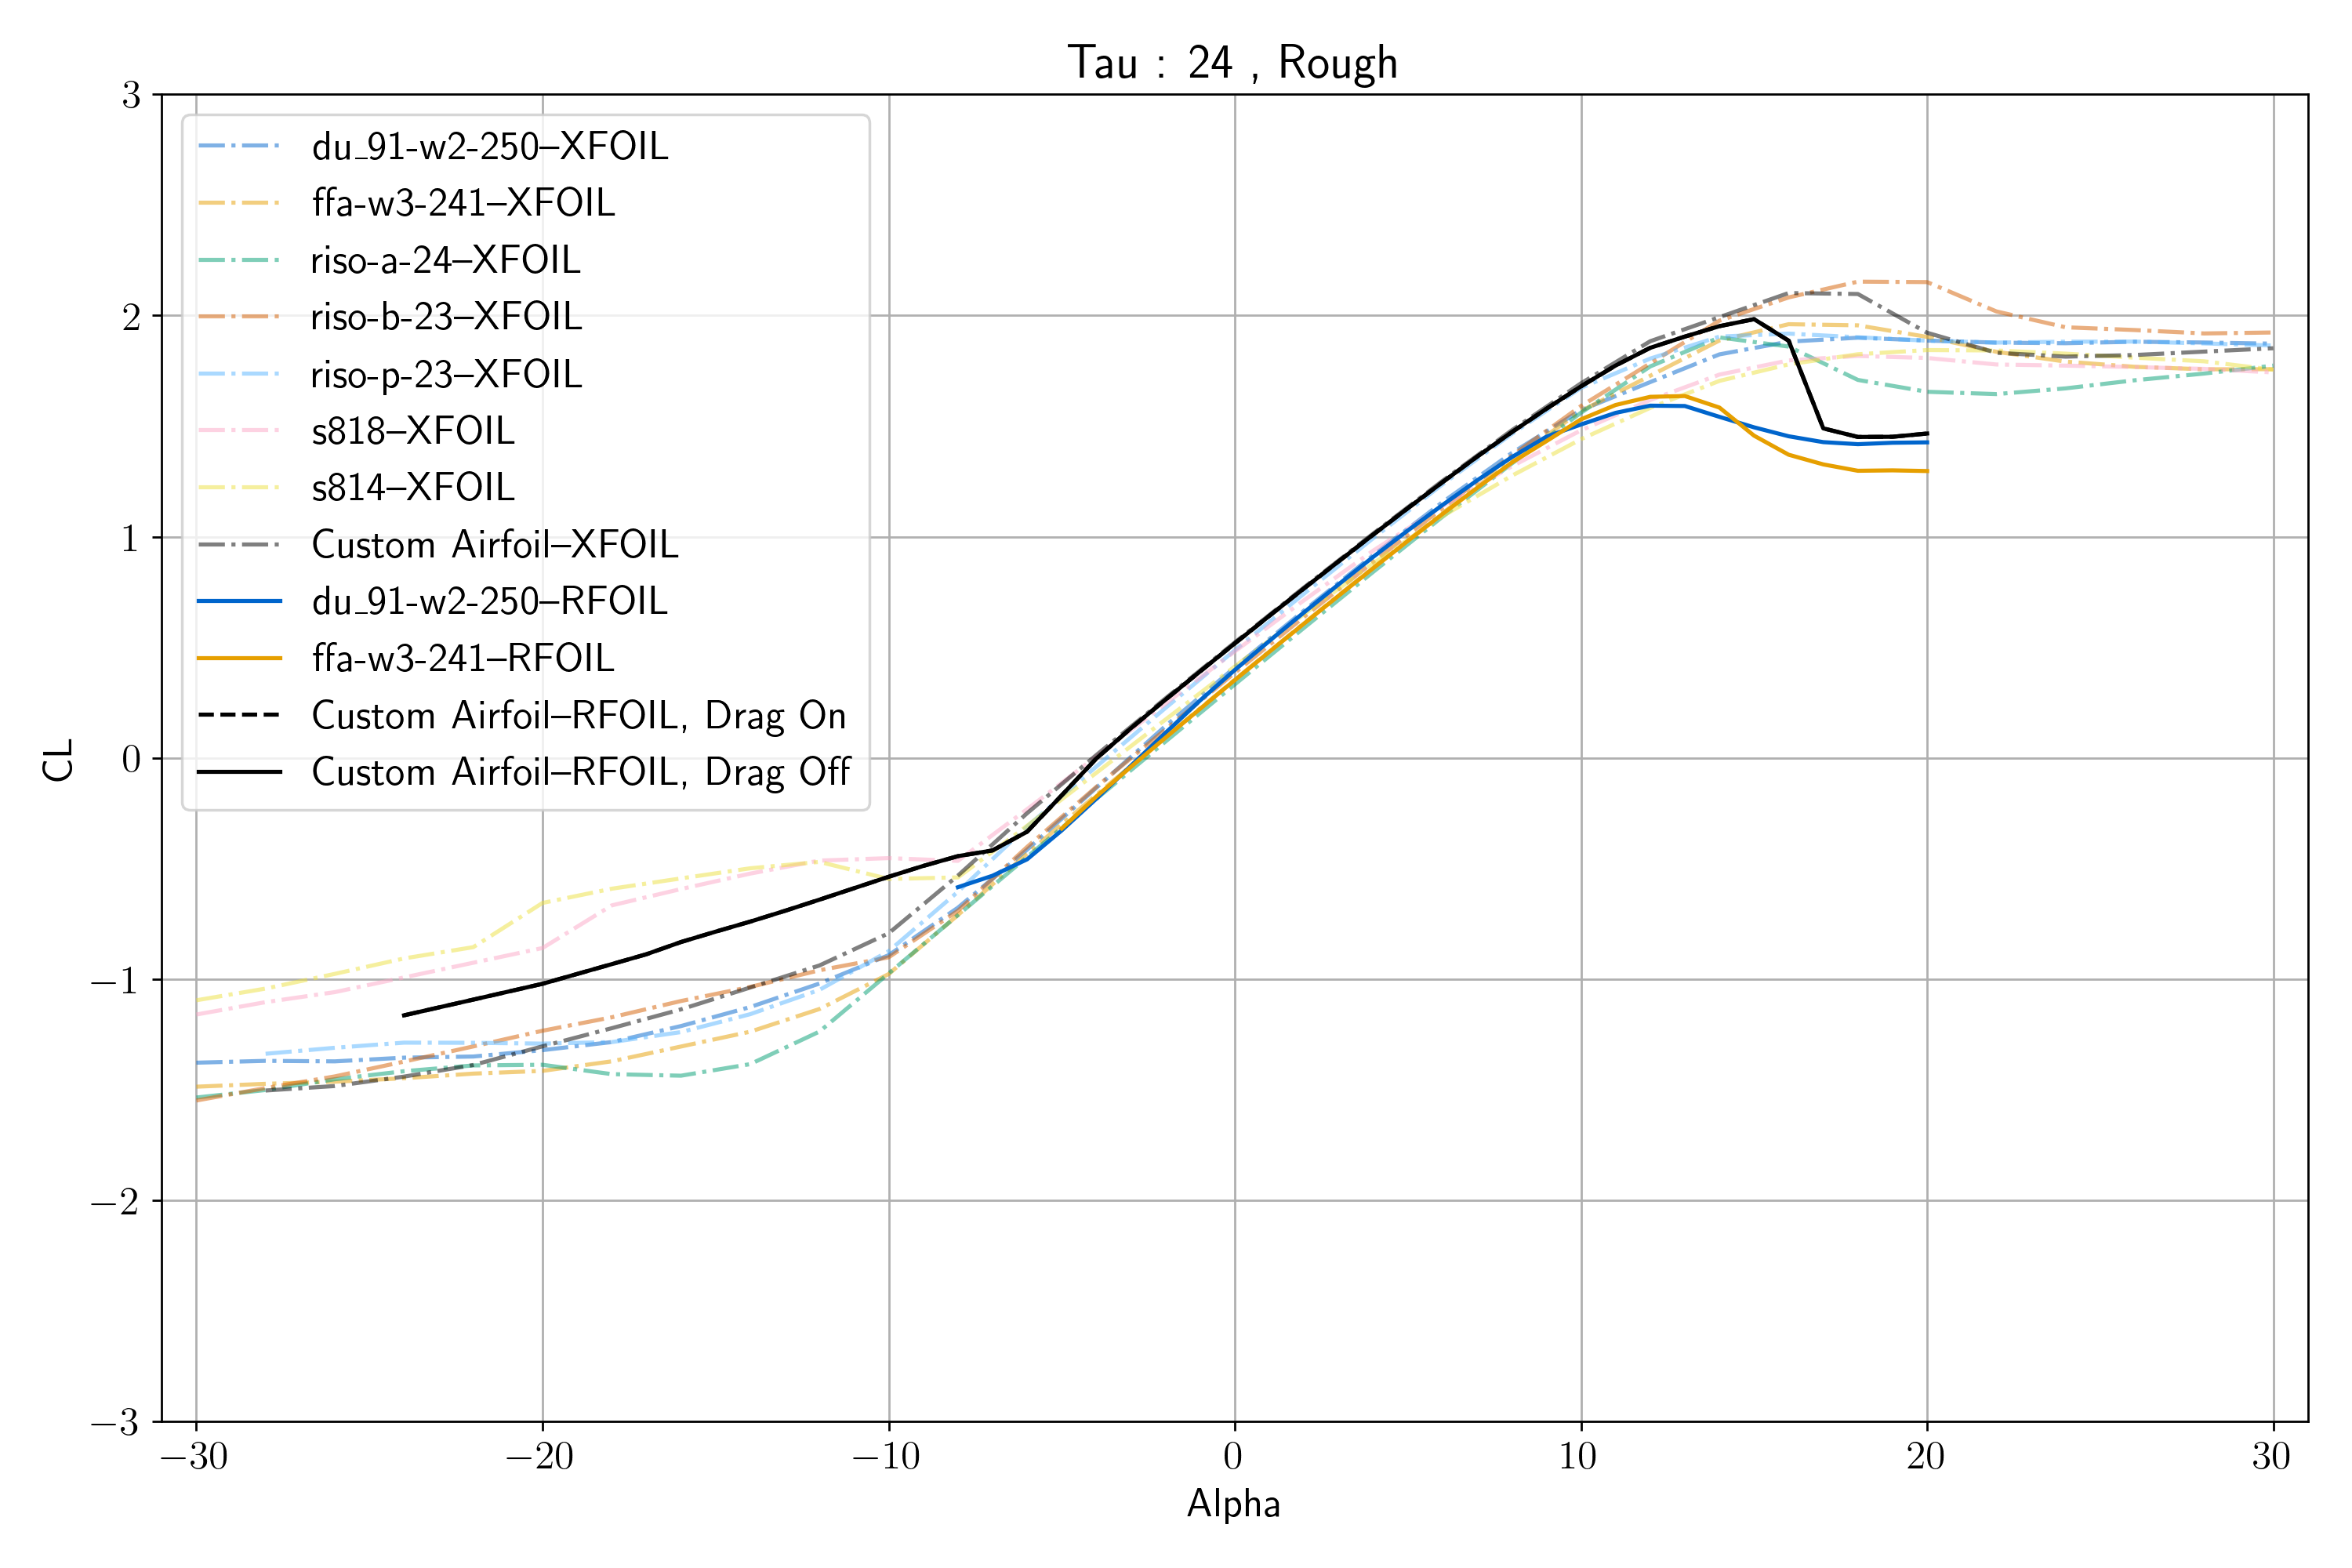 Tau : 24 , Rough
3
2
1
0
−1
−2
−3
CL
du_91-w2-250–XFOIL
ffa-w3-241–XFOIL
riso-a-24–XFOIL
riso-b-23–XFOIL
riso-p-23–XFOIL
s818–XFOIL
s814–XFOIL
Custom Airfoil–XFOIL
du_91-w2-250–RFOIL
ffa-w3-241–RFOIL
Custom Airfoil–RFOIL, Drag On
Custom Airfoil–RFOIL, Drag Off
−30 −20 −10 0 10 20 30
Alpha